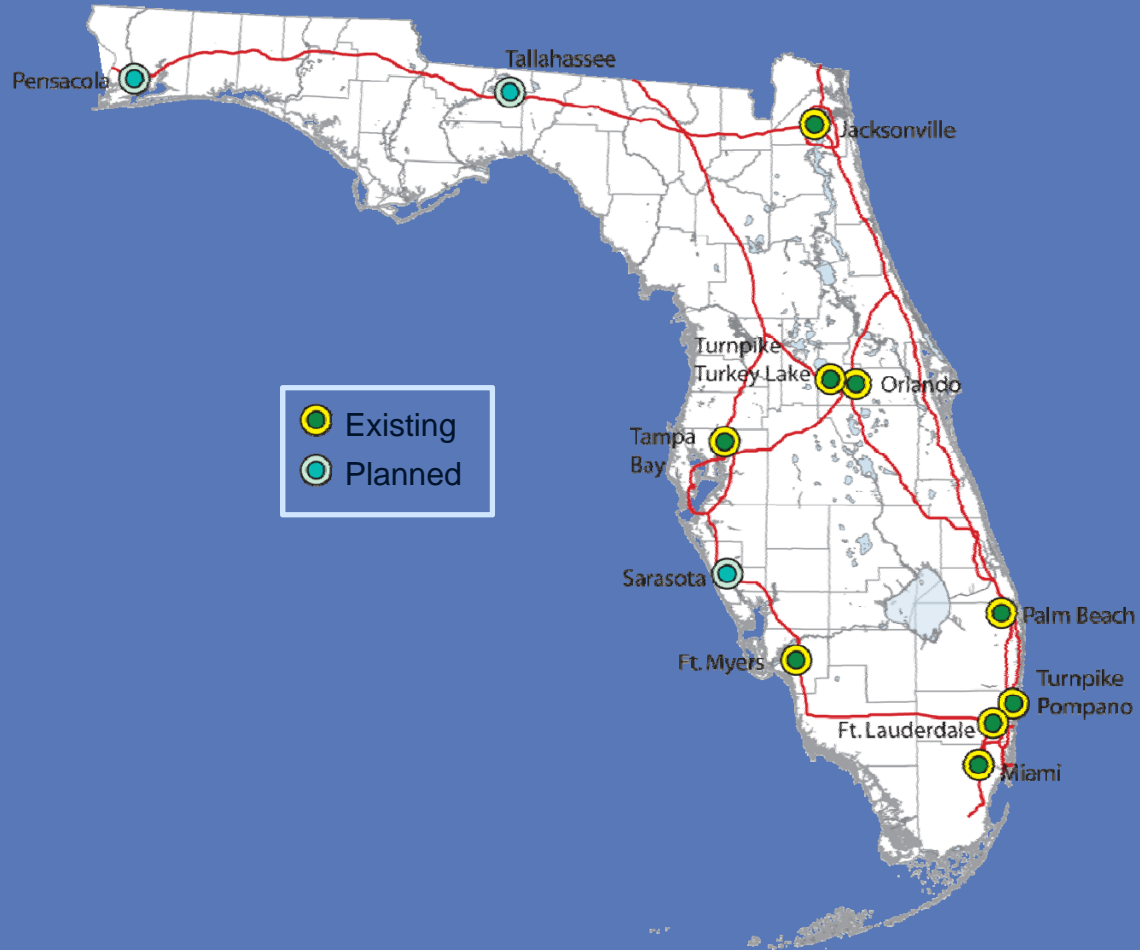 Tallahassee
Pensacola
Jacksonville
Turnpike
Turkey Lake
Orlando
Existing
Planned
Tampa
Bay
Sarasota
Palm Beach
Ft. Myers
Turnpike
Pompano
Ft. Lauderdale
Miami